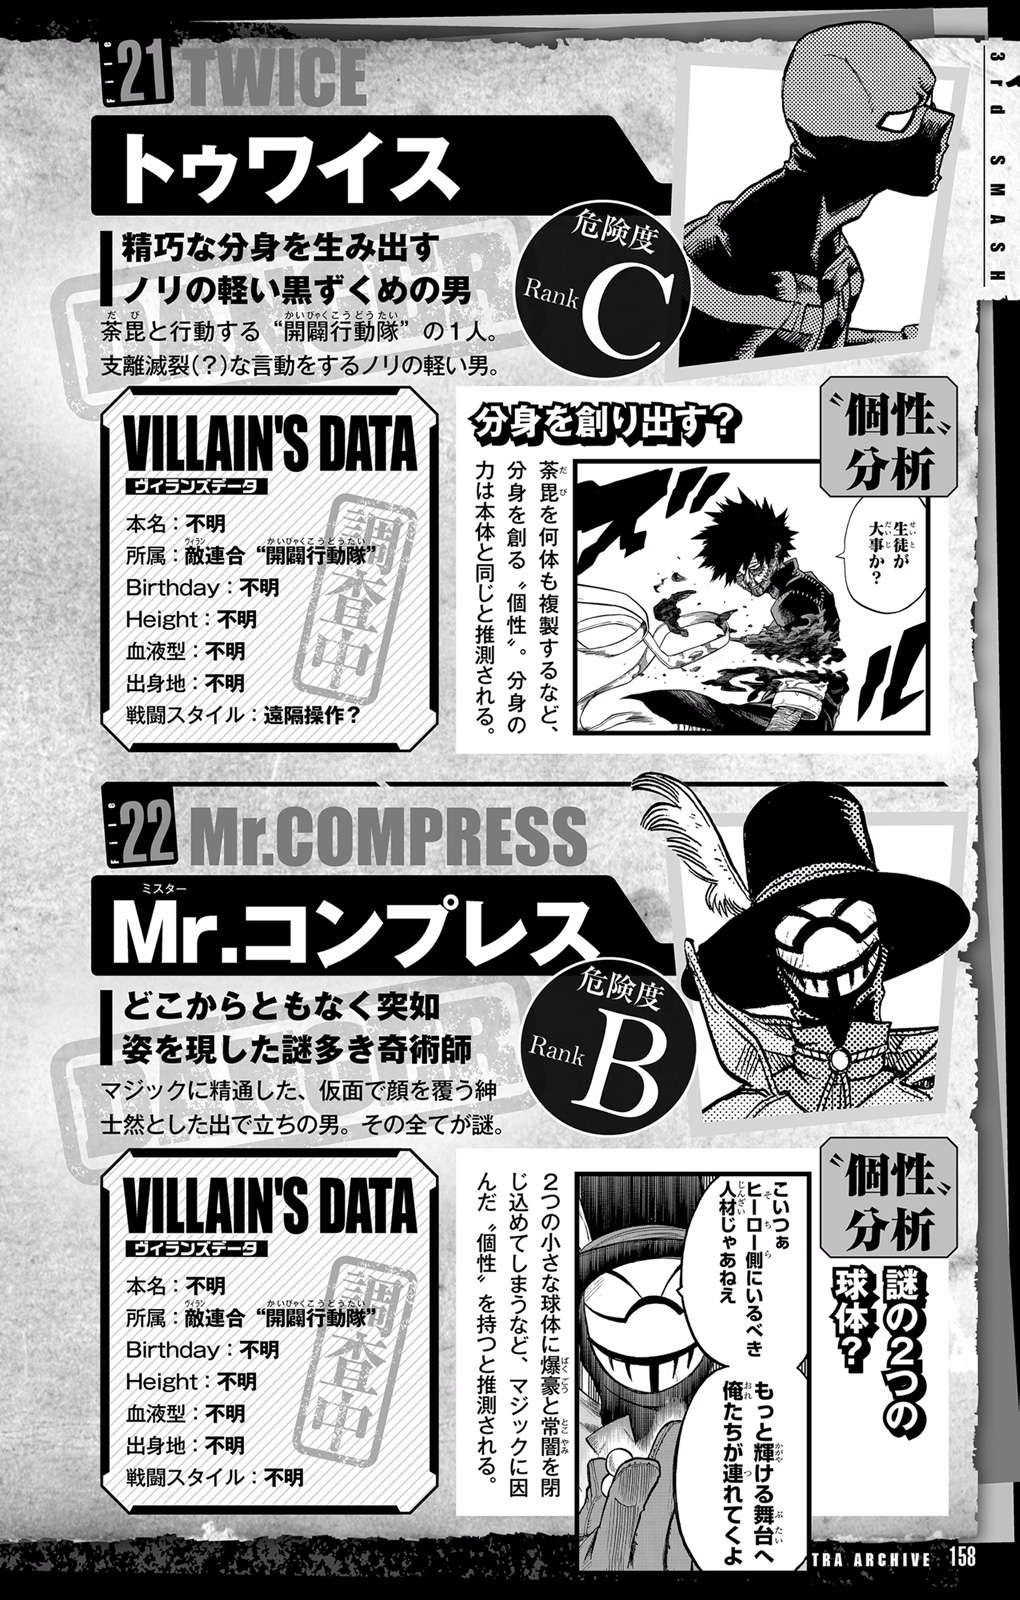 File 21 TWICE
トゥワイス
危険度
Rank C
精巧な分身を生み出す
ノリの軽い黒ずくめの男
荼毘と行動する“開闢行動隊”の1人。
支離滅裂(？)な言動をするノリの軽い男。
VILLAIN'S DATA
ヴィランズデータ
本名：不明
所属：敵連合“開闢行動隊”
Birthday：不明
Height：不明
血液型：不明
出身地：不明
戦闘スタイル：遠隔操作？
調査中
〝個性〟
分析
分身を創り出す？
荼毘を何体も複製するなど、
分身を創る〝個性〟。分身の
力は本体と同じと推測される。
生徒が
大事か？
File 22 Mr.COMPRESS
Mr.コンプレス
危険度
Rank B
どこからともなく突如
姿を現した謎多き奇術師
マジックに精通した、仮面で顔を覆う紳
士然とした出で立ちの男。その全てが謎。
VILLAIN'S DATA
ヴィランズデータ
本名：不明
所属：敵連合“開闢行動隊”
Birthday：不明
Height：不明
血液型：不明
出身地：不明
戦闘スタイル：不明
調査中
〝個性〟
分析
謎の2つの
球体？
2つの小さな球体に爆豪と常闇を閉
じ込めてしまうなど、マジックに因
んだ〝個性〟を持つと推測される。
こいつぁ
ヒーロー側にいるべき
人材じゃあねえ
もっと輝ける舞台へ
俺たちが連れてくよ
3rd SMASH
TRA ARCHIVE 158